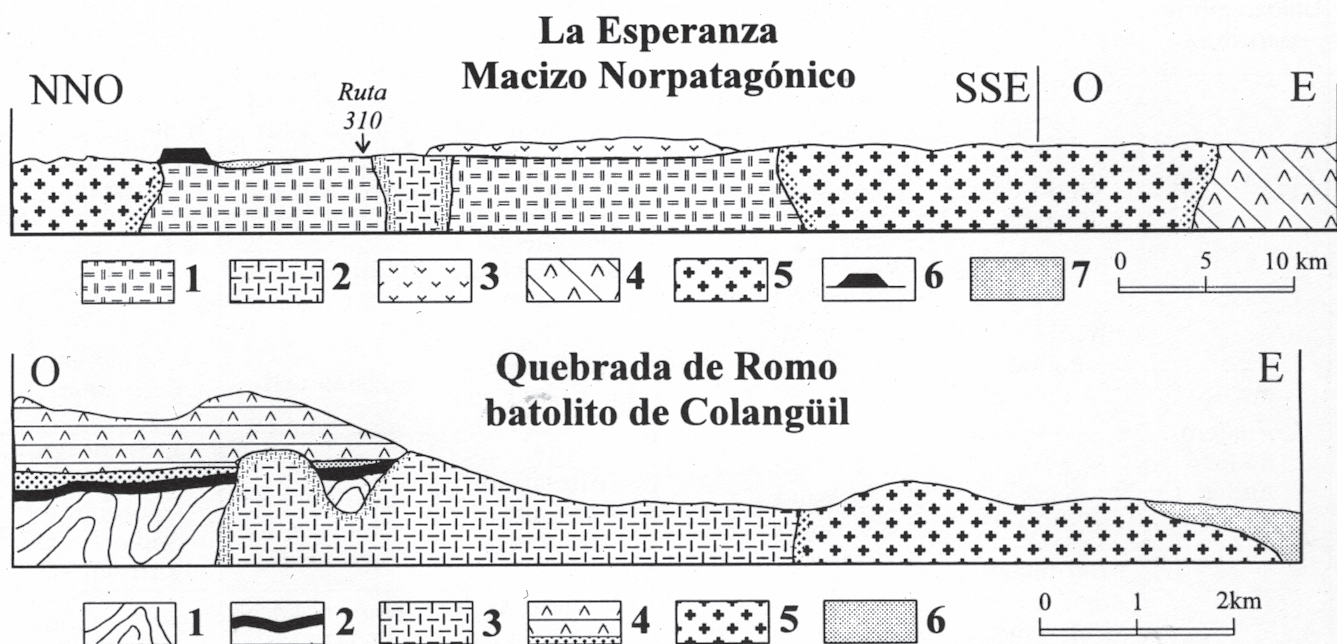 La Esperanza
Macizo Norpatagónico
NNO
Ruta
310
SSE
O
E
1 2 3 4 5 6 7
0 5 10 km
Quebrada de Romo
batolito de Colangüil
O
E
1 2 3 4 5 6
0 1 2km